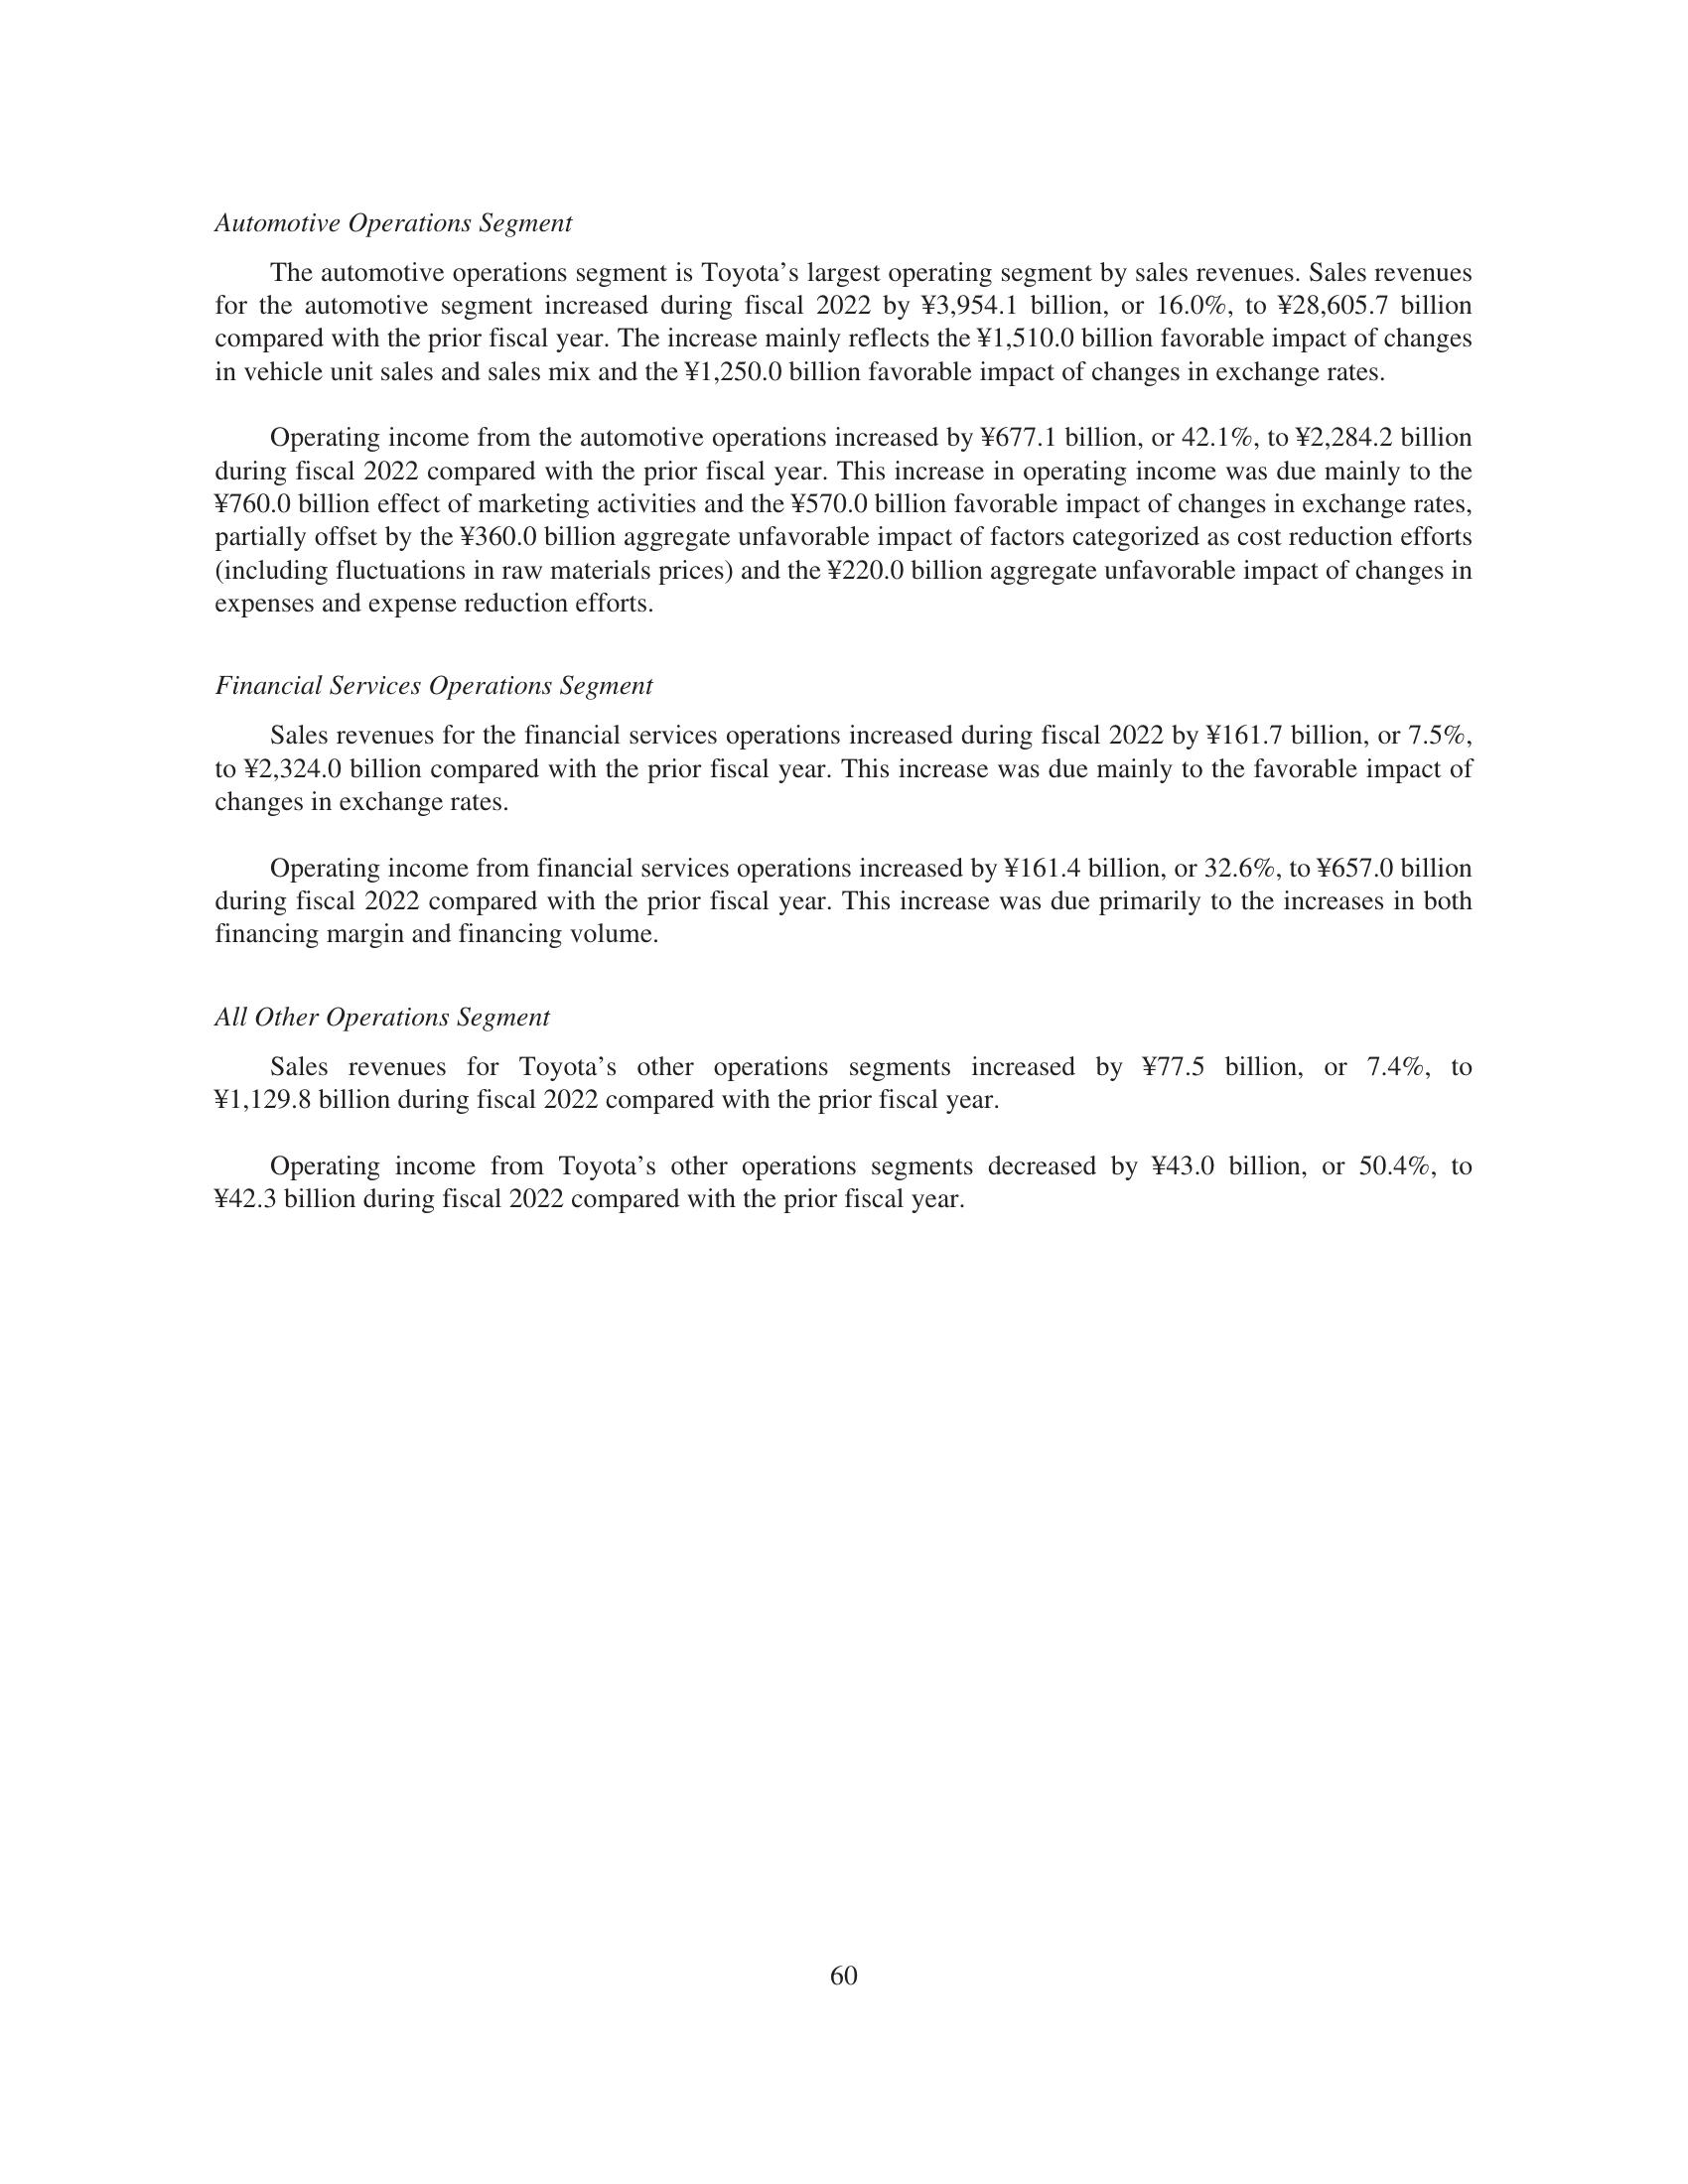 Automotive Operations Segment
The automotive operations segment is Toyota’s largest operating segment by sales revenues. Sales revenues
for the automotive segment increased during fiscal 2022 by ¥3,954.1 billion, or 16.0%, to ¥28,605.7 billion
compared with the prior fiscal year. The increase mainly reflects the ¥1,510.0 billion favorable impact of changes
in vehicle unit sales and sales mix and the ¥1,250.0 billion favorable impact of changes in exchange rates.
Operating income from the automotive operations increased by ¥677.1 billion, or 42.1%, to ¥2,284.2 billion
during fiscal 2022 compared with the prior fiscal year. This increase in operating income was due mainly to the
¥760.0 billion effect of marketing activities and the ¥570.0 billion favorable impact of changes in exchange rates,
partially offset by the ¥360.0 billion aggregate unfavorable impact of factors categorized as cost reduction efforts
(including fluctuations in raw materials prices) and the ¥220.0 billion aggregate unfavorable impact of changes in
expenses and expense reduction efforts.
Financial Services Operations Segment
Sales revenues for the financial services operations increased during fiscal 2022 by ¥161.7 billion, or 7.5%,
to ¥2,324.0 billion compared with the prior fiscal year. This increase was due mainly to the favorable impact of
changes in exchange rates.
Operating income from financial services operations increased by ¥161.4 billion, or 32.6%, to ¥657.0 billion
during fiscal 2022 compared with the prior fiscal year. This increase was due primarily to the increases in both
financing margin and financing volume.
All Other Operations Segment
Sales revenues for Toyota’s other operations segments increased by ¥77.5 billion, or 7.4%, to
¥1,129.8 billion during fiscal 2022 compared with the prior fiscal year.
Operating income from Toyota’s other operations segments decreased by ¥43.0 billion, or 50.4%, to
¥42.3 billion during fiscal 2022 compared with the prior fiscal year.
60